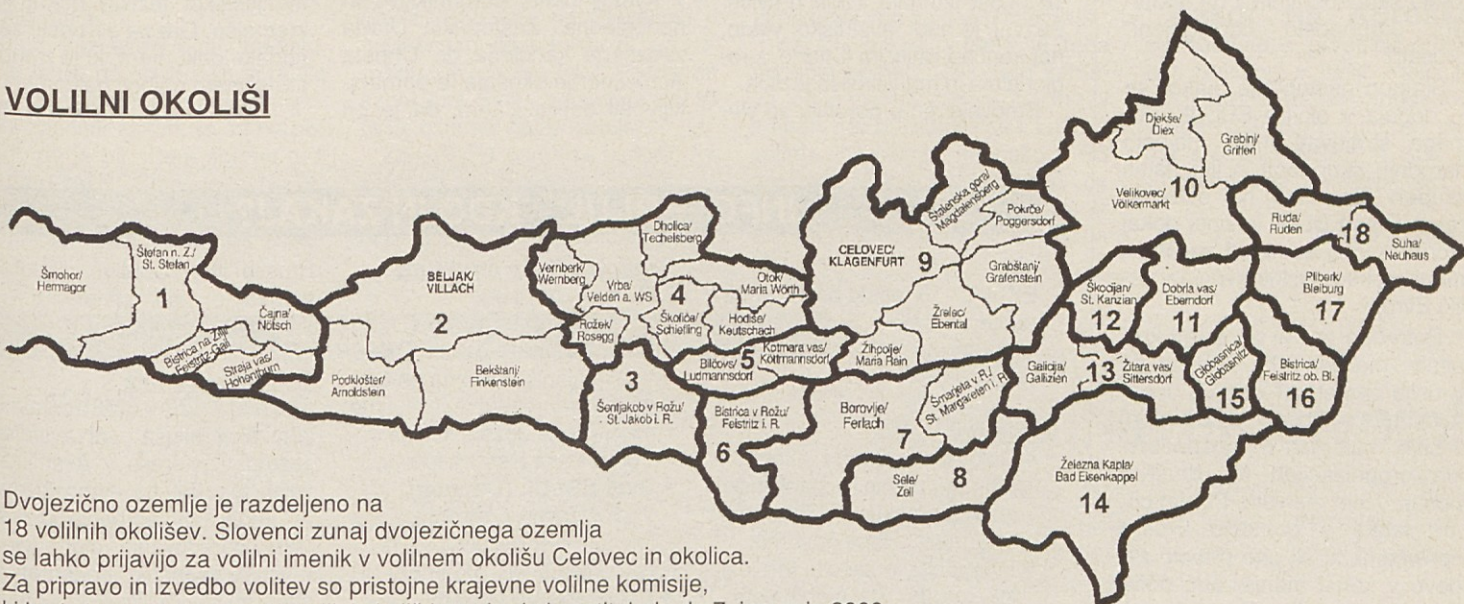 VOLILNI OKOLIŠI
Šmohor/
Hermagor
Štefan n. Z./
St. Stefan
1
Čajna/
Nötsch
Bistrica na Zilji
Feistritz-Gail
Straja vas/
Hohenthurn
BELJAK/
VILLACH
2
Podklošter/
Arnoldstein
Bekštanj/
Finkenstein
Vernberk/
Wernberg
Vrba/
Velden a. WS
Rožek/
Rosegg
Dholica/
Techelsberg
4
Škofiče/
Schiefling
Otok/
Maria Wörth
Hodiše/
Keutschach
3
Šentjakob v Rožu/
St. Jakob i. R.
Bilčovs/
Ludmannsdorf
5
Kotmara vas/
Köttmannsdorf
Bistrica v Rožu/
Feistritz i. R.
6
CELOVEC/
KLAGENFURT
9
Štalenska gora/
Magdalensberg
Pokrče/
Poggersdorf
Grabštanj/
Grafenstein
Žrelec/
Ebental
Žihpolje/
Maria Rain
Borovlje/
Ferlach
7
Šmarjeta v R./
St. Margareten i. R.
Sele/
Zell
8
Djekše/
Diex
Grebinj/
Griffen
Velikovec/
Völkermarkt
10
Škocijan/
St. Kanzian
12
Dobrla vas/
Eberndorf
11
Galicija/
Gallizien
13
Žitara vas/
Sittersdorf
Železna Kapla/
Bad Eisenkappel
14
Globasnica/
Globasnitz
15
Bistrica/
Feistritz ob. Bl.
16
Pliberk/
Bleiburg
17
Ruda/
Ruden
18
Suha/
Neuhaus
Dvojezično ozemlje je razdeljeno na
18 volilnih okolišev. Slovenci zunaj dvojezičnega ozemlja
se lahko prijavijo za volilni imenik v volilnem okolišu Celovec in okolica.
Za pripravo in izvedbo volitev so pristojne krajevne volilne komisije,